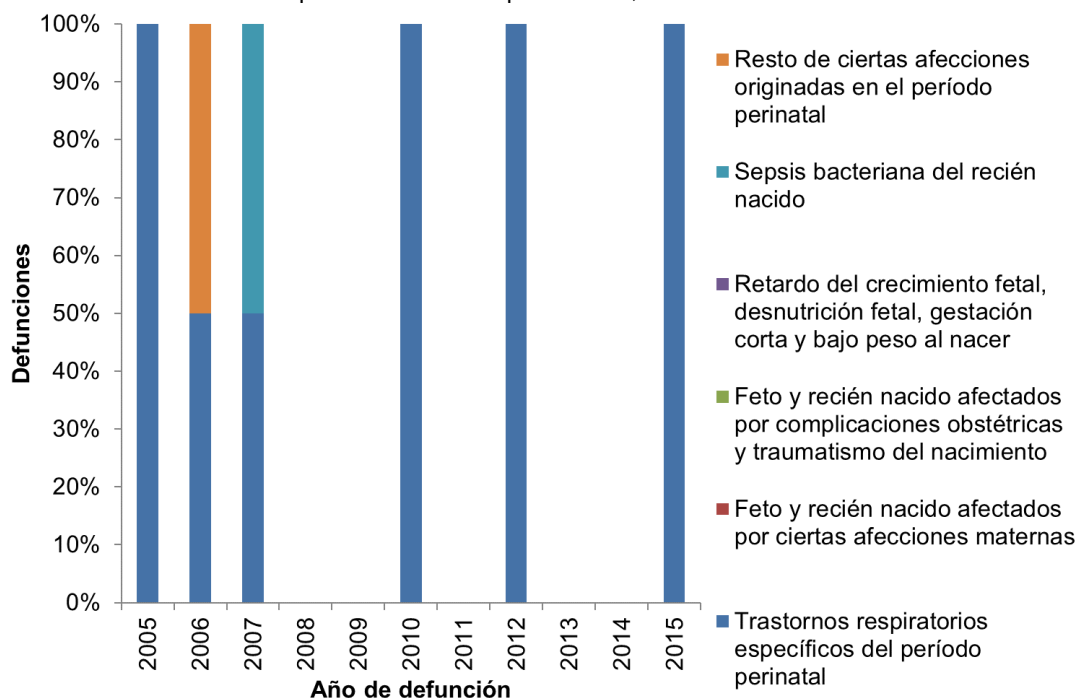 100%
90%
80%
70%
60%
50%
40%
30%
20%
10%
0%
Defunciones
2005
2006
2007
2008
2009
2010
2011
2012
2013
2014
2015
Año de defunción
Resto de ciertas afecciones
originadas en el período
perinatal
Sepsis bacteriana del recién
nacido
Retardo del crecimiento fetal,
desnutrición fetal, gestación
corta y bajo peso al nacer
Feto y recién nacido afectados
por complicaciones obstétricas
y traumatismo del nacimiento
Feto y recién nacido afectados
por ciertas afecciones maternas
Trastornos respiratorios
específicos del período
perinatal